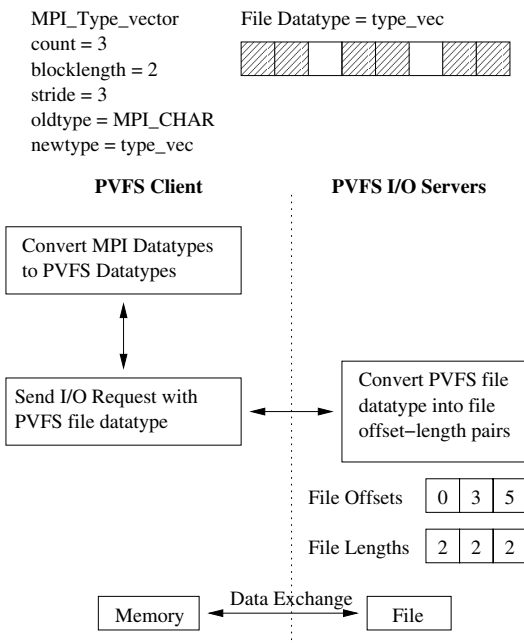 MPI_Type_vector
count = 3
blocklength = 2
stride = 3
oldtype = MPI_CHAR
newtype = type_vec
File Datatype = type_vec
PVFS Client
PVFS I/O Servers
Convert MPI Datatypes
to PVFS Datatypes
Send I/O Request with
PVFS file datatype
Convert PVFS file
datatype into file
offset−length pairs
File Offsets 0 3 5
File Lengths 2 2 2
Data Exchange
Memory
File